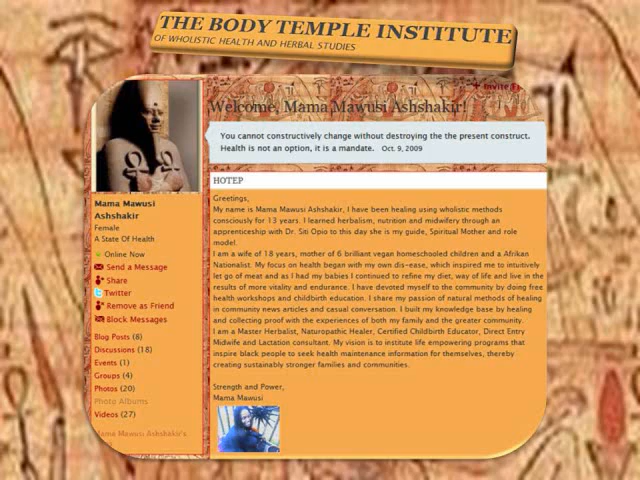 THE BODY TEMPLE INSTITUTE
OF WHOLISTIC HEALTH AND HERBAL STUDIES
+ Invite
Welcome, Mama Mawusi Ashshakir!
You cannot constructively change without destroying the the present construct.
Health is not an option, it is a mandate. Oct. 9, 2009
HOTEP
Greetings,
My name is Mama Mawusi Ashshakir, I have been healing using wholistic methods
consciously for 13 years. I learned herbalism, nutrition and midwifery through an
apprenticeship with Dr. Siti Opio to this day she is my guide, Spiritual Mother and role
model!
I am a wife of 18 years, mother of 6 brilliant vegan homeschooled children and a Afrikan
Nationalist. My focus on health began with my own dis-ease, which inspired me to intuitively
let go of meat and as I had my babies I continued to refine my diet, way of life and live in the
results of more vitality and endurance. I have devoted myself to the community by doing free
health workshops and childbirth education. I share my passion of natural methods of healing
in community news articles and casual conversation. I built my knowledge base by healing
and collecting proof with the experiences of both my family and the greater community.
I am a Master Herbalist, Naturopathic Healer, Certified Childbirth Educator, Direct Entry
Midwife and Lactation consultant. My vision is to institute life empowering programs that
inspire black people to seek health maintenance information for themselves, thereby
creating sustainably stronger families and communities.
Strength and Power,
Mama Mawusi
Mama Mawusi
Ashshakir
Female
A State Of Health
Online Now
Send a Message
Share
Twitter
Remove as Friend
Block Messages
Blog Posts (8)
Discussions (18)
Events (1)
Groups (4)
Photos (20)
Photo Albums
Videos (27)
Mama Mawusi Ashshakir's